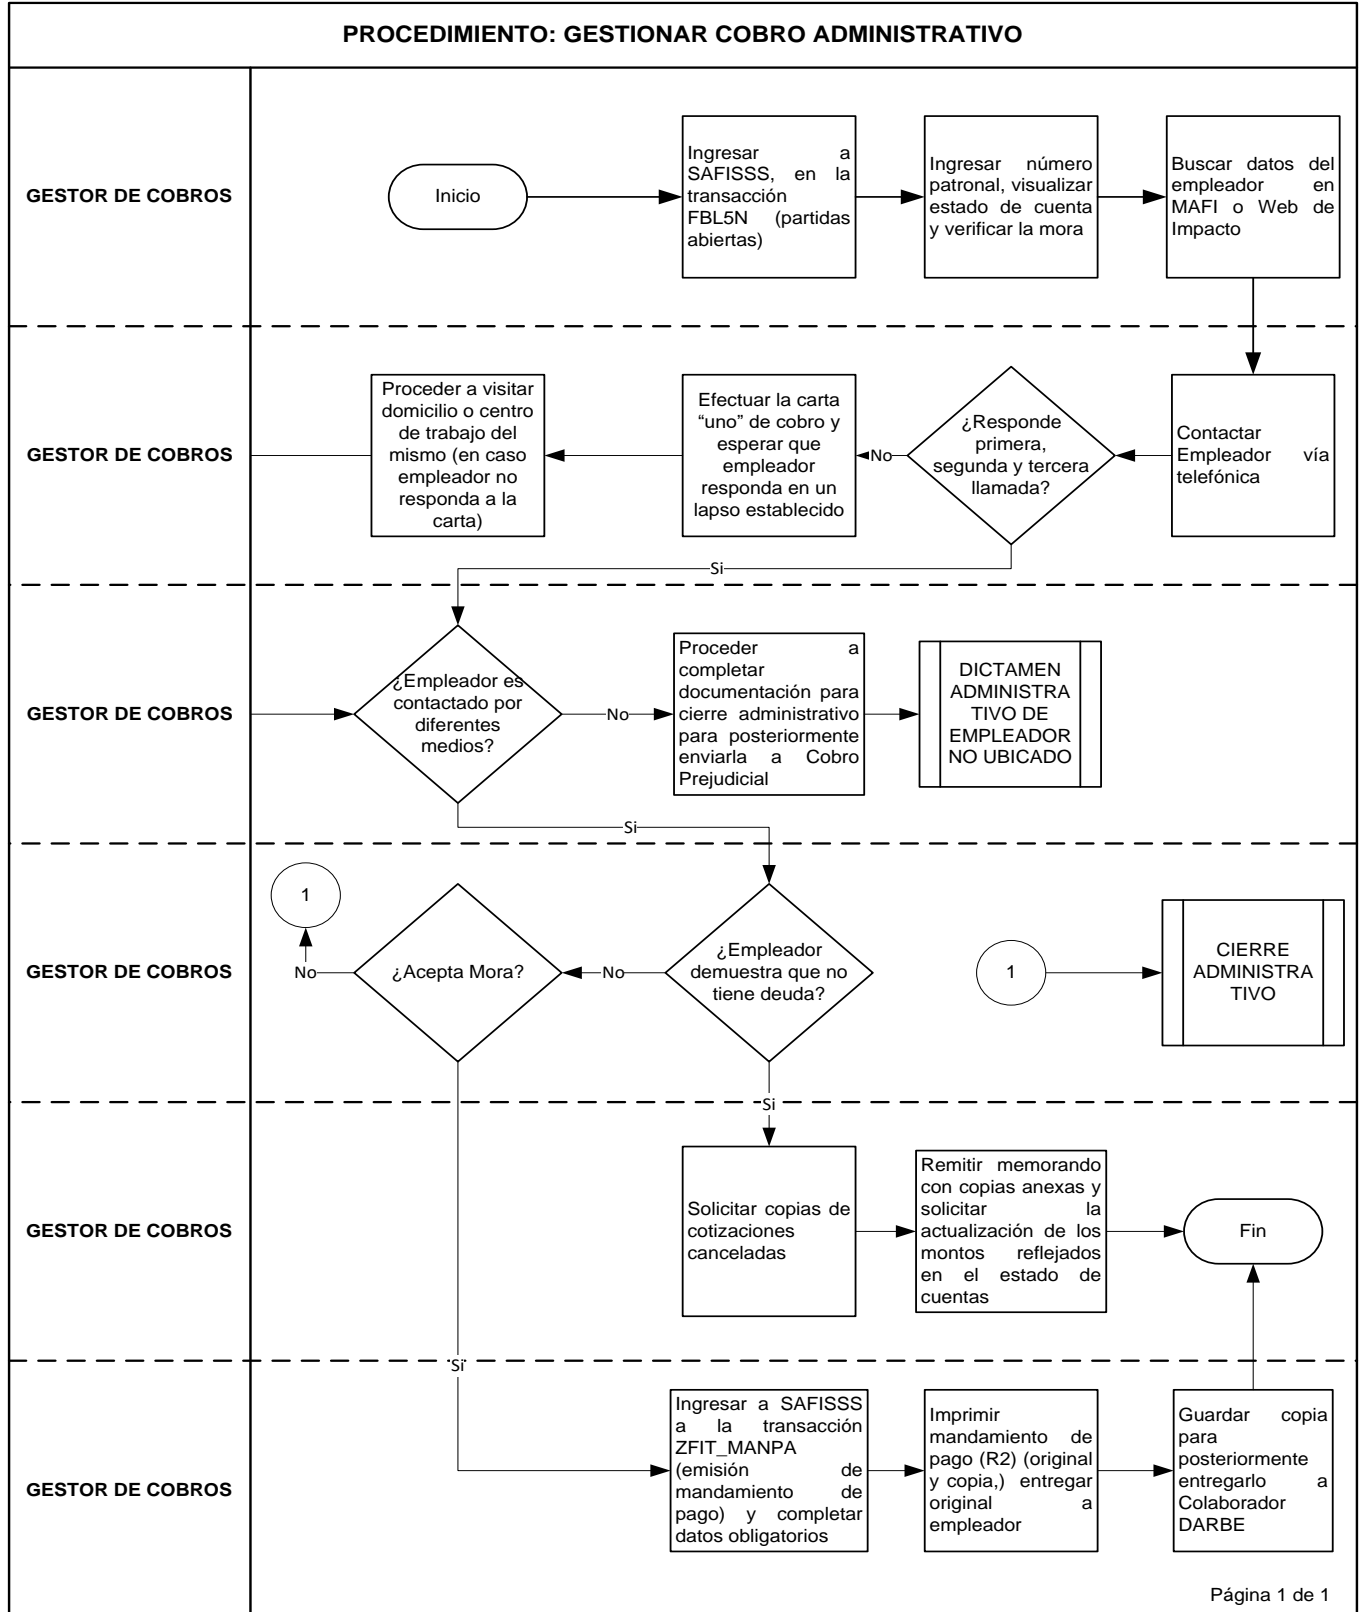 PROCEDIMIENTO: GESTIONAR COBRO ADMINISTRATIVO
GESTOR DE COBROS
Inicio
Ingresar a
SAFISSS, en la
transacción
FBL5N (partidas
abiertas)
Ingresar número
patronal, visualizar
estado de cuenta
y verificar la mora
Buscar datos del
empleador en
MAFI o Web de
Impacto
GESTOR DE COBROS
Proceder a visitar
domicilio o centro
de trabajo del
mismo (en caso
empleador no
responda a la
carta)
Efectuar la carta
“uno” de cobro y
esperar que
empleador
responda en un
lapso establecido
No
¿Responde
primera,
segunda y tercera
llamada?
Contactar
Empleador vía
telefónica
Si
GESTOR DE COBROS
¿Empleador es
contactado por
diferentes
medios?
No
Proceder a
completar
documentación para
cierre administrativo
para posteriormente
enviarla a Cobro
Prejudicial
DICTAMEN
ADMINISTRA
TIVO DE
EMPLEADOR
NO UBICADO
Si
GESTOR DE COBROS
1
No
¿Acepta Mora?
No
¿Empleador
demuestra que no
tiene deuda?
1
CIERRE
ADMINISTRA
TIVO
Si
GESTOR DE COBROS
Solicitar copias de
cotizaciones
canceladas
Remitir memorando
con copias anexas y
solicitar la
actualización de los
montos reflejados
en el estado de
cuentas
Fin
Si
GESTOR DE COBROS
Ingresar a SAFISSS
a la transacción
ZFIT_MANPA
(emisión de
mandamiento de
pago) y completar
datos obligatorios
Imprimir
mandamiento de
pago (R2) (original
y copia,) entregar
original a
empleador
Guardar copia
para
posteriormente
entregarlo a
Colaborador
DARBE
Página 1 de 1